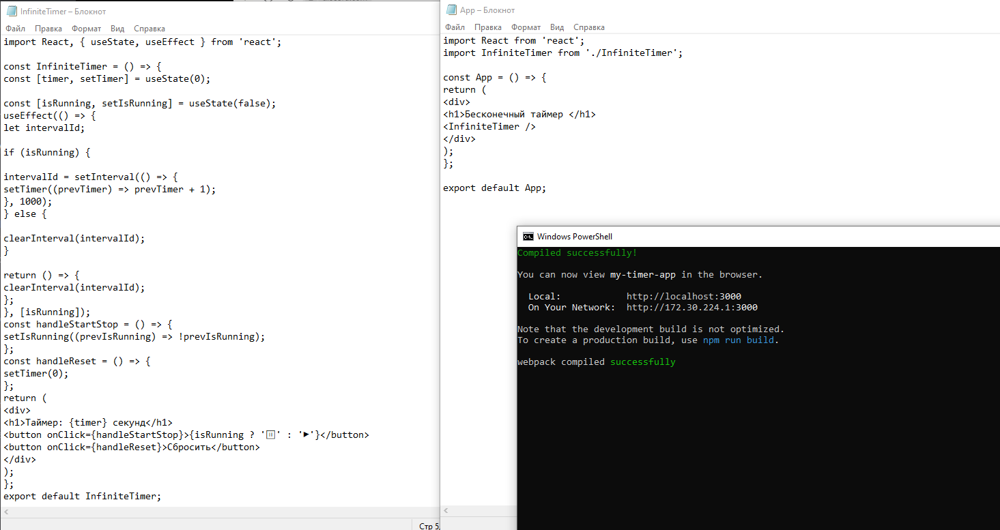 InfiniteTimer – Блокнот
Файл Правка Формат Вид Справка
import React, { useState, useEffect } from 'react';
const InfiniteTimer = () => {
const [timer, setTimer] = useState(0);
const [isRunning, setIsRunning] = useState(false);
useEffect(() => {
let intervalId;
if (isRunning) {
intervalId = setInterval(() => {
setTimer((prevTimer) => prevTimer + 1);
}, 1000);
} else {
clearInterval(intervalId);
}
return () => {
clearInterval(intervalId);
};
}, [isRunning]);
const handleStartStop = () => {
setIsRunning((prevIsRunning) => !prevIsRunning);
};
const handleReset = () => {
setTimer(0);
};
return (
<div>
<h1>Таймер: {timer} секунд</h1>
<button onClick={handleStartStop}>{isRunning ? '⏸' : '▶'}</button>
<button onClick={handleReset}>Сбросить</button>
</div>
);
};
export default InfiniteTimer;
Стр 5,
App – Блокнот
Файл Правка Формат Вид Справка
import React from 'react';
import InfiniteTimer from './InfiniteTimer';
const App = () => {
return (
<div>
<h1>Бесконечный таймер </h1>
<InfiniteTimer />
</div>
);
};
export default App;
Windows PowerShell
Compiled successfully!
You can now view my-timer-app in the browser.
Local: http://localhost:3000
On Your Network: http://172.30.224.1:3000
Note that the development build is not optimized.
To create a production build, use npm run build.
webpack compiled successfully